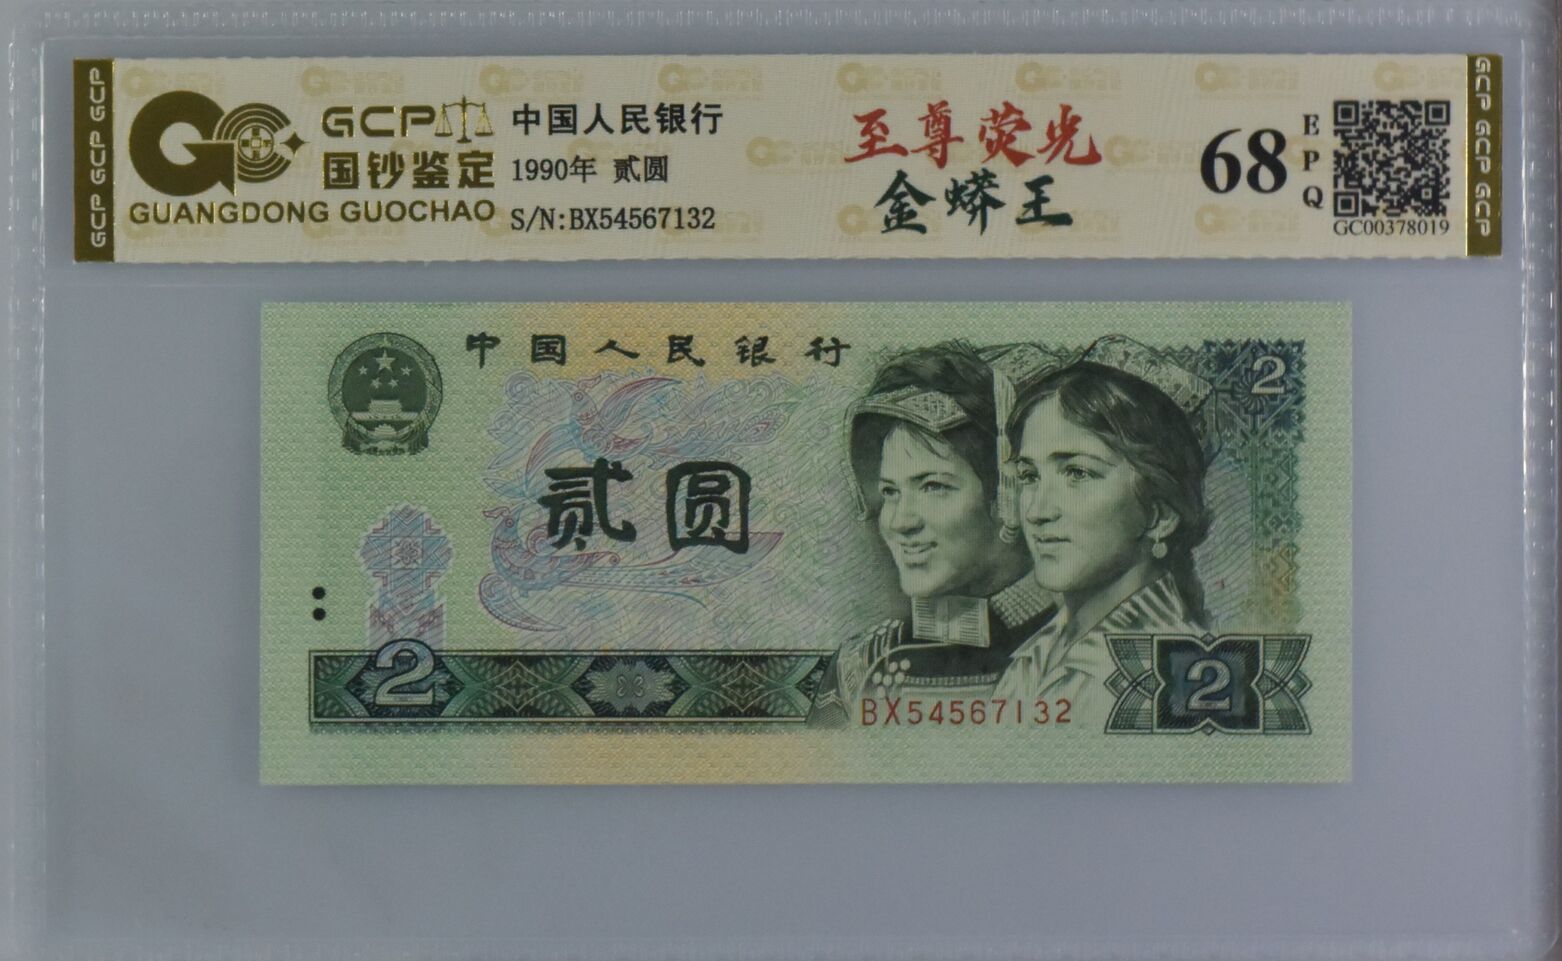 GCP GCP GCP
GCP
国钞鉴定
GUANGDONG GUOCHAO
中国人民银行
1990年 贰圆
S/N:BX54567132
至尊荧光
金蟒王
68
EPQ
GC00378019
GCP GCP GCP
中国人民银行
2
贰圆
2
2
BX54567132